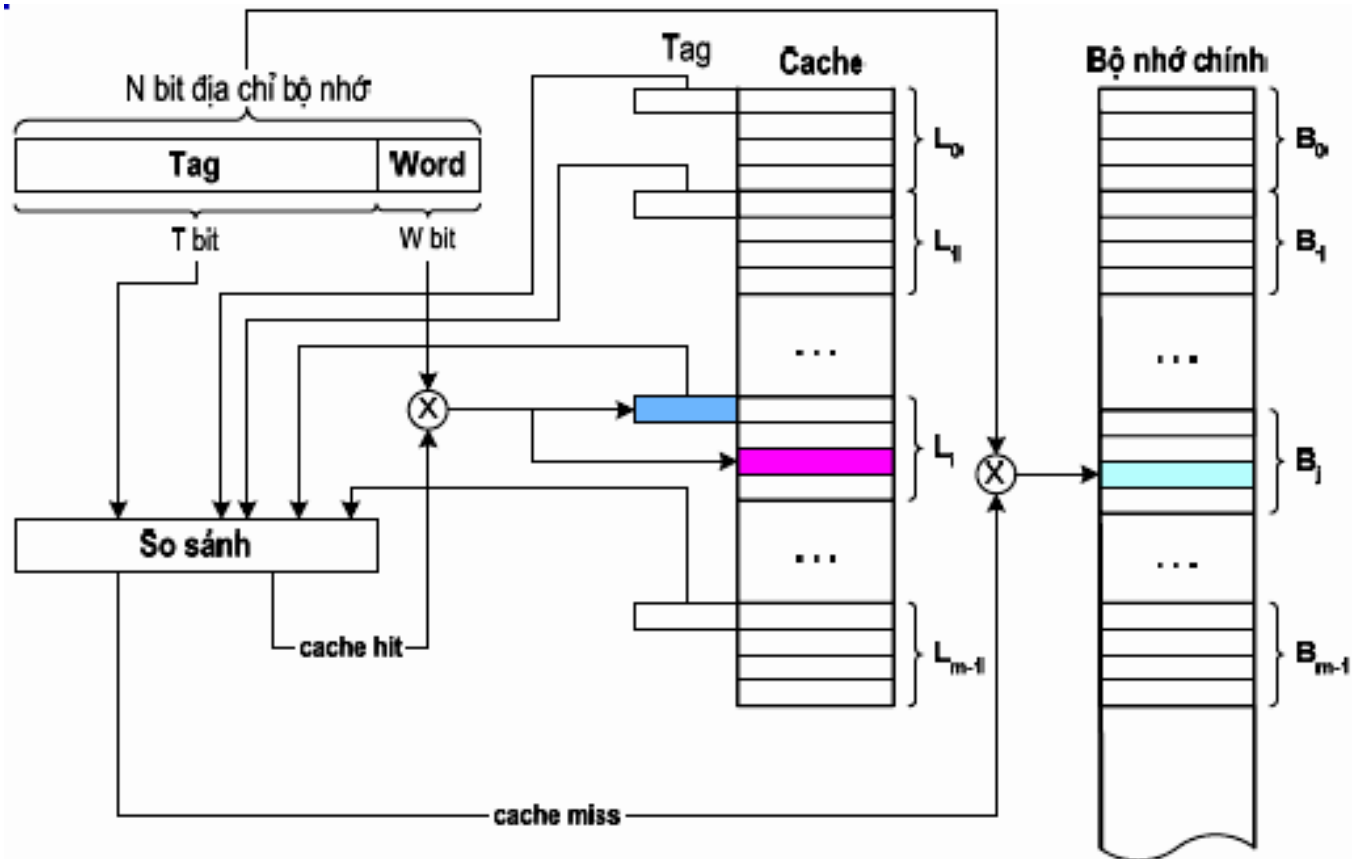 Tag
Cache
Bộ nhớ chính
N bit địa chỉ bộ nhớ
Tag
Word
T bit
W bit
L0
B0
L1
B1
...
...
Li
Bj
So sánh
...
...
cache hit
Lm-1
Bm-1
cache miss